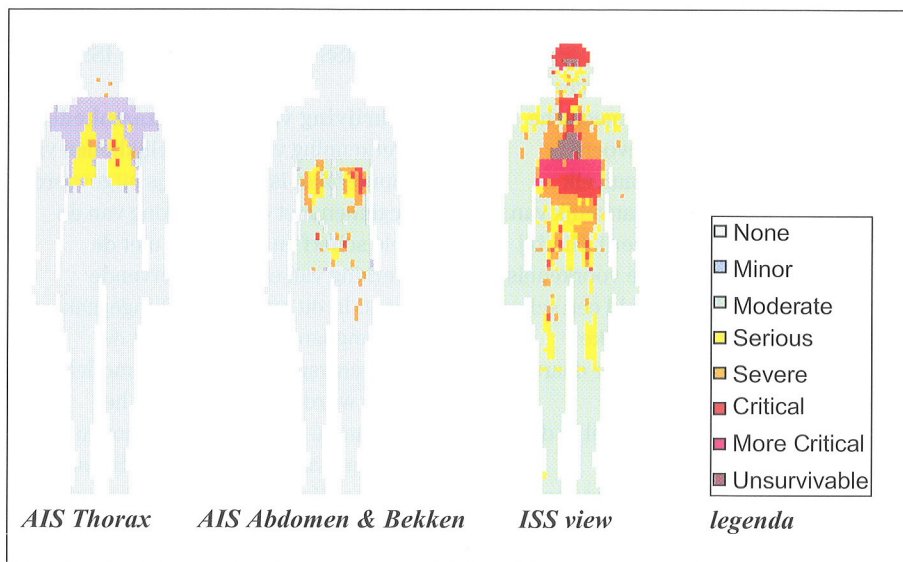 None
Minor
Moderate
Serious
Severe
Critical
More Critical
Unsurvivable
AIS Thorax
AIS Abdomen & Bekken
ISS view
legenda